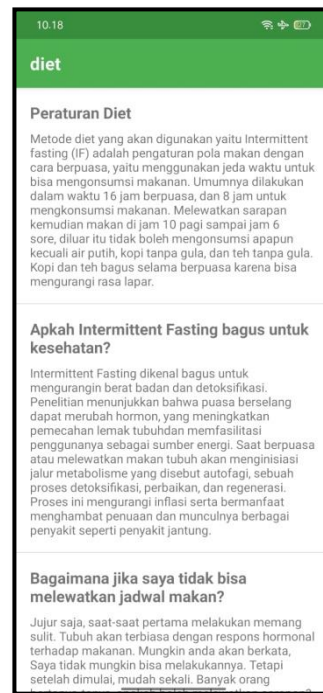 10.18
diet
Peraturan Diet
Metode diet yang akan digunakan yaitu Intermittent
fasting (IF) adalah pengaturan pola makan dengan
cara berpuasa, yaitu menggunakan jeda waktu untuk
bisa mengonsumsi makanan. Umumnya dilakukan
dalam waktu 16 jam berpuasa, dan 8 jam untuk
mengkonsumsi makanan. Melewatkan sarapan
kemudian makan di jam 10 pagi sampai jam 6
sore, diluar itu tidak boleh mengonsumsi apapun
kecuali air putih, kopi tanpa gula, dan teh tanpa gula.
Kopi dan teh bagus selama berpuasa karena bisa
mengurangi rasa lapar.
Apkah Intermittent Fasting bagus untuk
kesehatan?
Intermittent Fasting dikenal bagus untuk
mengurangin berat badan dan detoksifikasi.
Penelitian menunjukkan bahwa puasa berselang
dapat merubah hormon, yang meningkatkan
pemecahan lemak tubuhdan memfasilitasi
penggunanya sebagai sumber energi. Saat berpuasa
atau melewatkan makan tubuh akan menginisiasi
jalur metabolisme yang disebut autofagi, sebuah
proses detoksifikasi, perbaikan, dan regenerasi.
Proses ini mengurangi inflasi serta bermanfaat
menghambat penuaan dan munculnya berbagai
penyakit seperti penyakit jantung.
Bagaimana jika saya tidak bisa
melewatkan jadwal makan?
Jujur saja, saat-saat pertama melakukan memang
sulit. Tubuh akan terbiasa dengan respons hormonal
terhadap makanan. Mungkin anda akan berkata,
Saya tidak mungkin bisa melakukannya. Tetapi
setelah dimulai, mudah sekali. Banyak orang